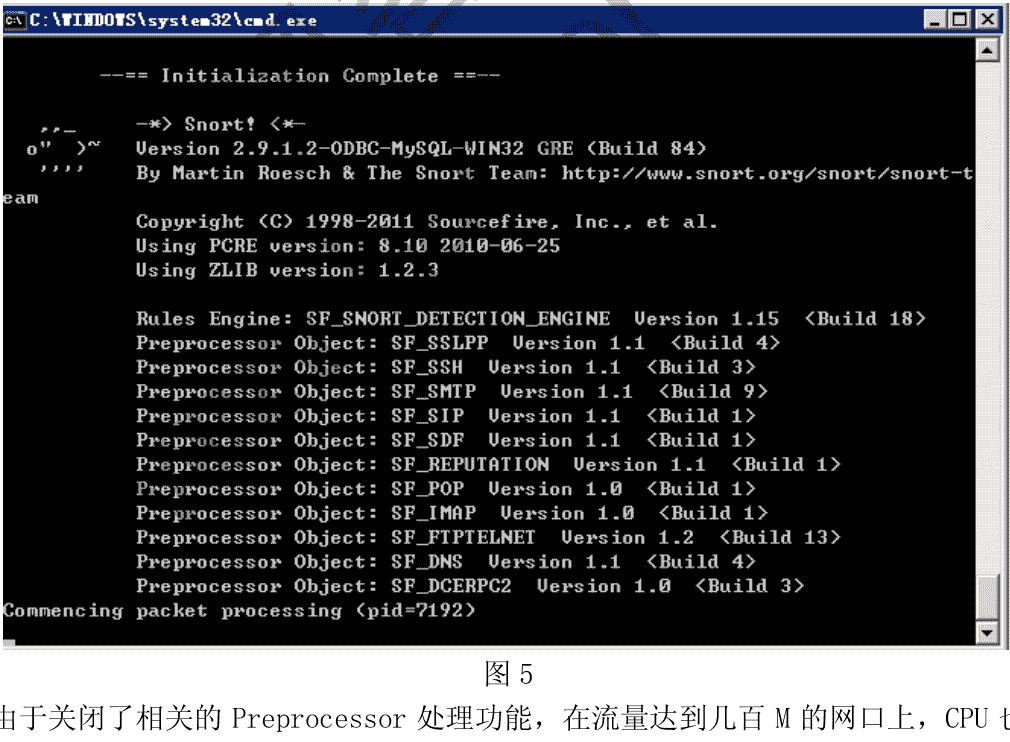 C:\WINDOWS\system32\cmd.exe
--== Initialization Complete ==--
,,_ -*> Snort! <*-
o" )~ Version 2.9.1.2-ODBC-MySQL-WIN32 GRE (Build 84)
'''' By Martin Roesch & The Snort Team: http://www.snort.org/snort/snort-t
eam
Copyright (C) 1998-2011 Sourcefire, Inc., et al.
Using PCRE version: 8.10 2010-06-25
Using ZLIB version: 1.2.3
Rules Engine: SF_SNORT_DETECTION_ENGINE Version 1.15 <Build 18>
Preprocessor Object: SF_SSLPP Version 1.1 <Build 4>
Preprocessor Object: SF_SSH Version 1.1 <Build 3>
Preprocessor Object: SF_SMTP Version 1.1 <Build 9>
Preprocessor Object: SF_SIP Version 1.1 <Build 1>
Preprocessor Object: SF_SDF Version 1.1 <Build 1>
Preprocessor Object: SF_REPUTATION Version 1.1 <Build 1>
Preprocessor Object: SF_POP Version 1.0 <Build 1>
Preprocessor Object: SF_IMAP Version 1.0 <Build 1>
Preprocessor Object: SF_FTPTELNET Version 1.2 <Build 13>
Preprocessor Object: SF_DNS Version 1.1 <Build 4>
Preprocessor Object: SF_DCERPC2 Version 1.0 <Build 3>
Commencing packet processing (pid=7192)
图 5
由于关闭了相关的 Preprocessor 处理功能，在流量达到几百 M 的网口上，CPU 也